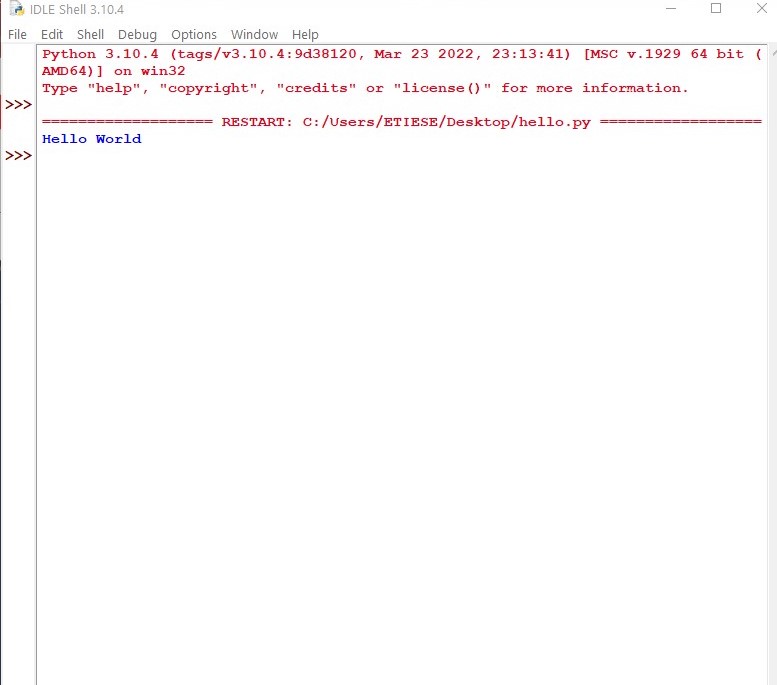 IDLE Shell 3.10.4
File Edit Shell Debug Options Window Help
Python 3.10.4 (tags/v3.10.4:9d38120, Mar 23 2022, 23:13:41) [MSC v.1929 64 bit (
AMD64)] on win32
Type "help", "copyright", "credits" or "license()" for more information.
>>>
=================== RESTART: C:/Users/ETIESE/Desktop/hello.py ==================
Hello World
>>>